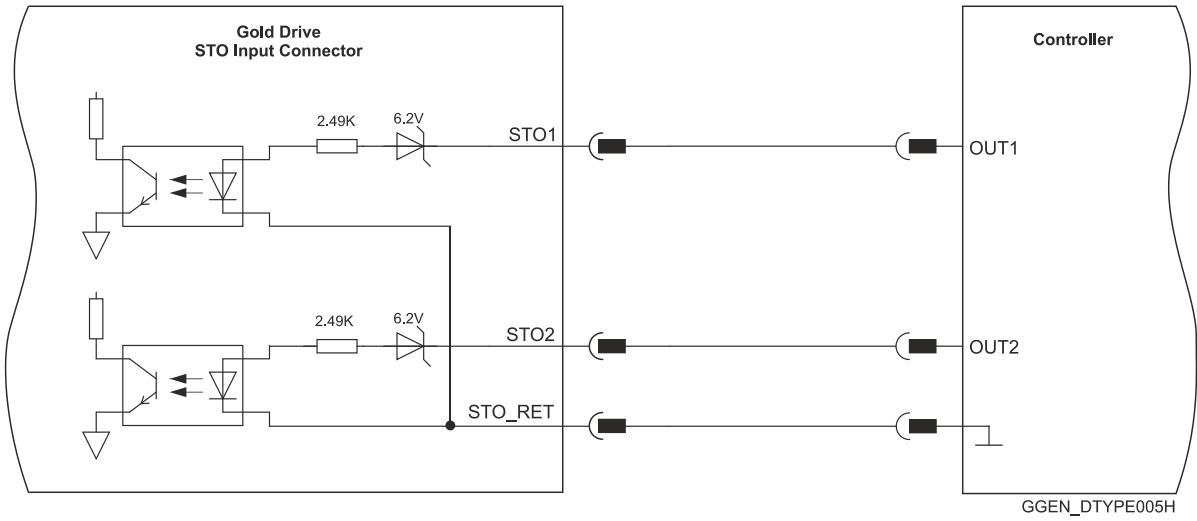 Gold Drive
STO Input Connector
Controller
2.49K
6.2V
STO1
OUT1
2.49K
6.2V
STO2
OUT2
STO_RET
GGEN_DTYPE005H